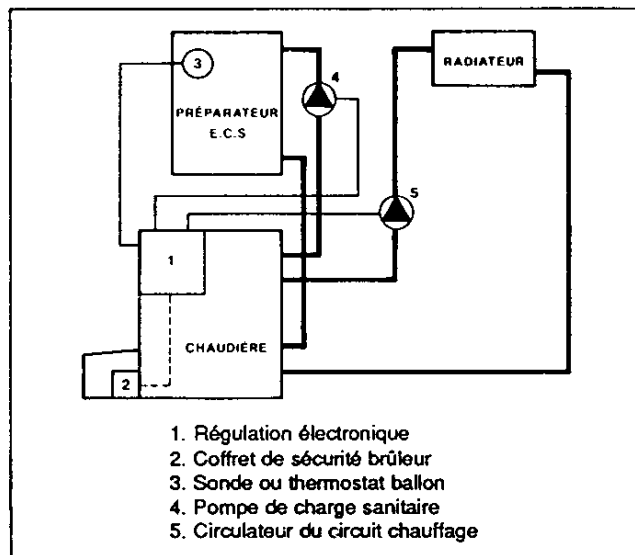 3
PRÉPARATEUR
E.C.S
4
RADIATEUR
5
1
CHAUDIÈRE
2
1. Régulation électronique
2. Coffret de sécurité brûleur
3. Sonde ou thermostat ballon
4. Pompe de charge sanitaire
5. Circulateur du circuit chauffage